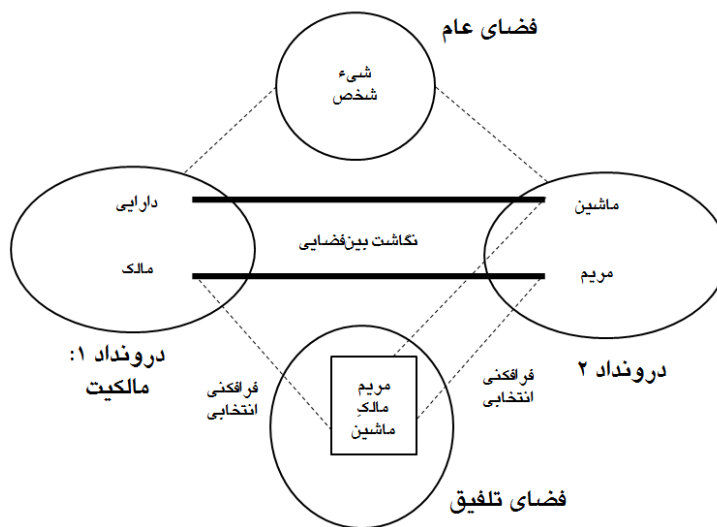 فضای عام
شیء
شخص
دارایی
ماشین
نگاشت بین‌فضایی
مالک
مریم
درونداد ۱:
مالکیت
درونداد ۲
فرافکنی
انتخابی
فرافکنی
انتخابی
مریم
مالکِ
ماشین
فضای تلفیق